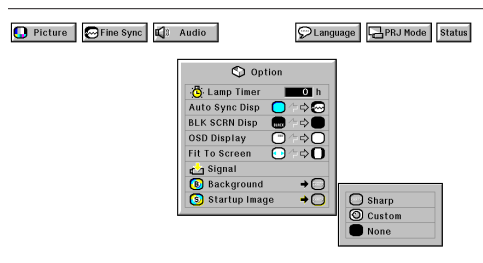 Picture Fine Sync Audio Language PRJ Mode Status
Option
Lamp Timer 0 h
Auto Sync Disp
BLK SCRN Disp
OSD Display
Fit To Screen
Signal
Background
Startup Image
Sharp
Custom
None